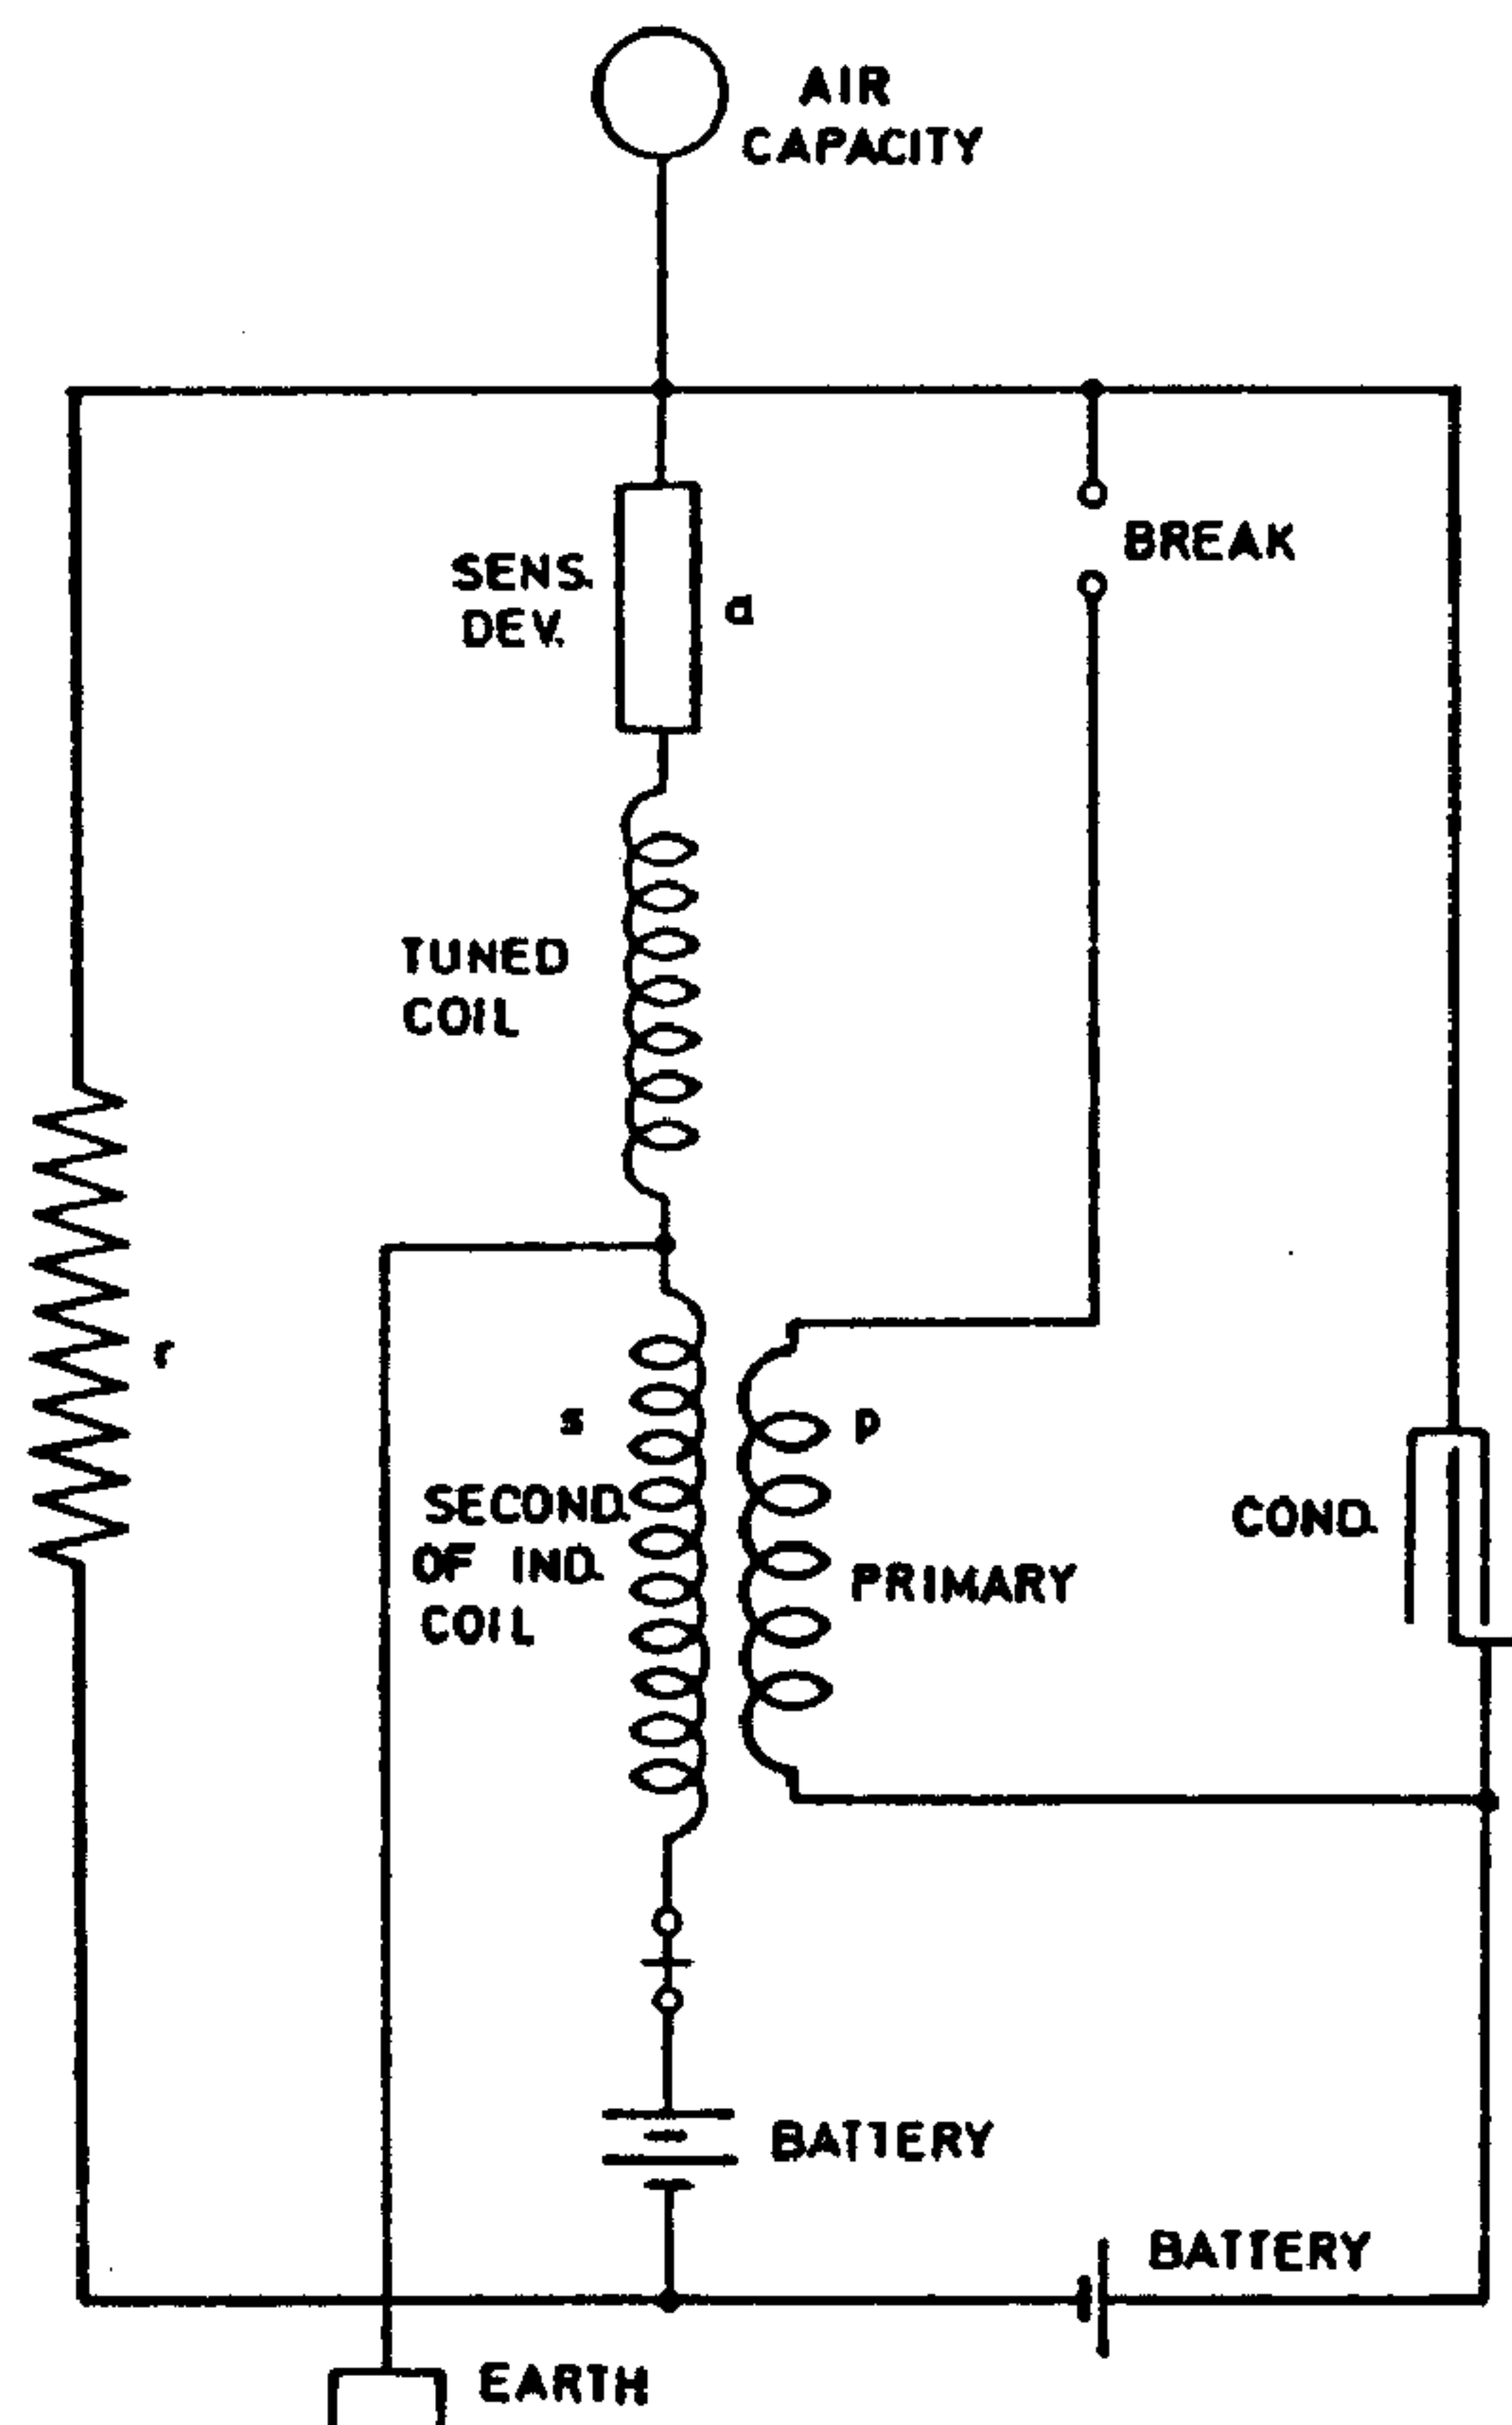 AIR
CAPACITY
BREAK
SENS.
DEV.
d
TUNED
COIL
r
s
p
SECOND.
OF IND.
COIL
PRIMARY
COND.
BATTERY
BATTERY
EARTH